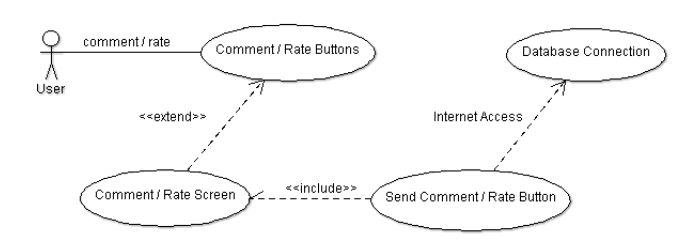 comment / rate
Comment / Rate Buttons
Database Connection
User
<<extend>>
Internet Access
Comment / Rate Screen
<<include>>
Send Comment / Rate Button